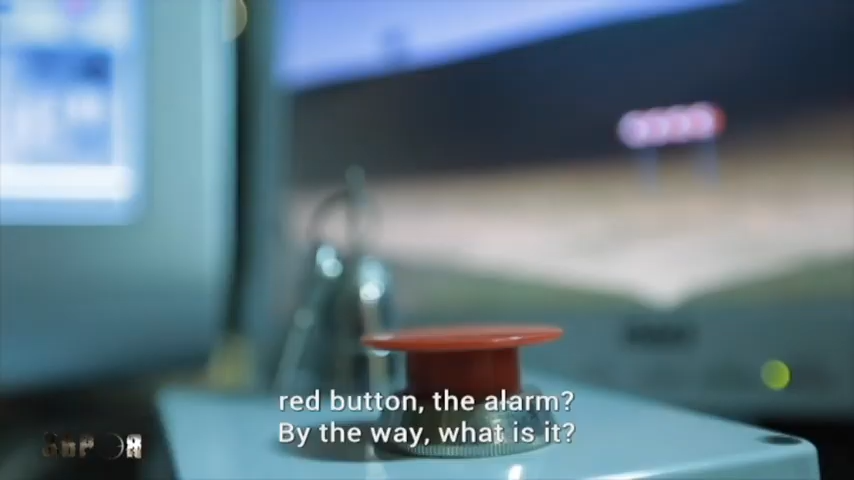 red button, the alarm?
By the way, what is it?